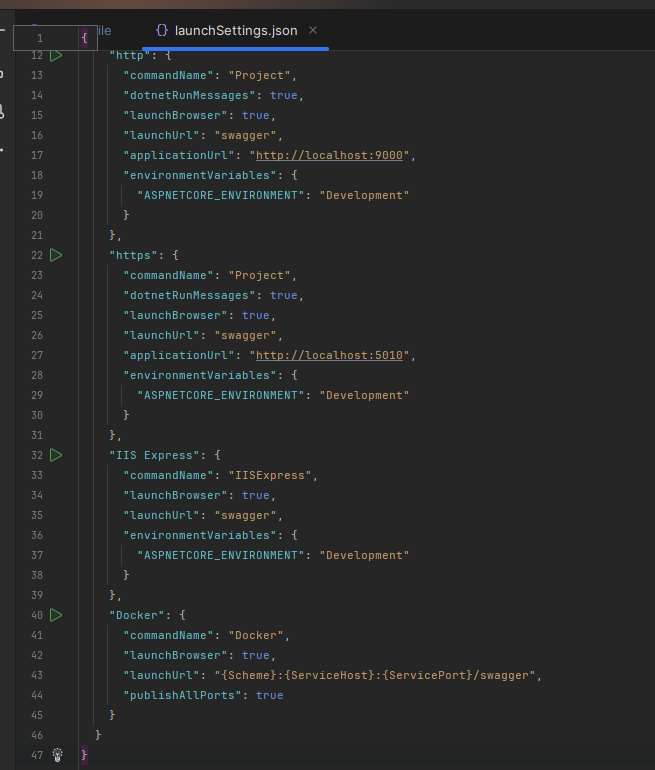 ile
{} launchSettings.json ×
1 {
12 "http": {
13 "commandName": "Project",
14 "dotnetRunMessages": true,
15 "launchBrowser": true,
16 "launchUrl": "swagger",
17 "applicationUrl": "http://localhost:9000",
18 "environmentVariables": {
19 "ASPNETCORE_ENVIRONMENT": "Development"
20 }
21 },
22 "https": {
23 "commandName": "Project",
24 "dotnetRunMessages": true,
25 "launchBrowser": true,
26 "launchUrl": "swagger",
27 "applicationUrl": "http://localhost:5010",
28 "environmentVariables": {
29 "ASPNETCORE_ENVIRONMENT": "Development"
30 }
31 },
32 "IIS Express": {
33 "commandName": "IISExpress",
34 "launchBrowser": true,
35 "launchUrl": "swagger",
36 "environmentVariables": {
37 "ASPNETCORE_ENVIRONMENT": "Development"
38 }
39 },
40 "Docker": {
41 "commandName": "Docker",
42 "launchBrowser": true,
43 "launchUrl": "{Scheme}:{ServiceHost}:{ServicePort}/swagger",
44 "publishAllPorts": true
45 }
46 }
47 }